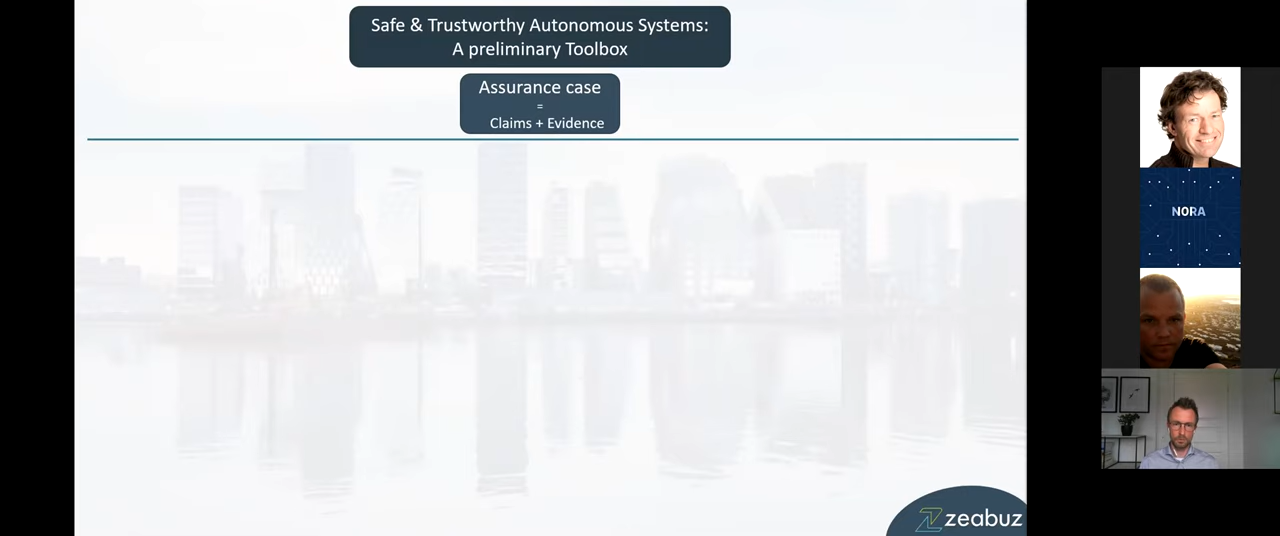 Safe & Trustworthy Autonomous Systems:
A preliminary Toolbox
Assurance case
=
Claims + Evidence
NORA
zeabuz